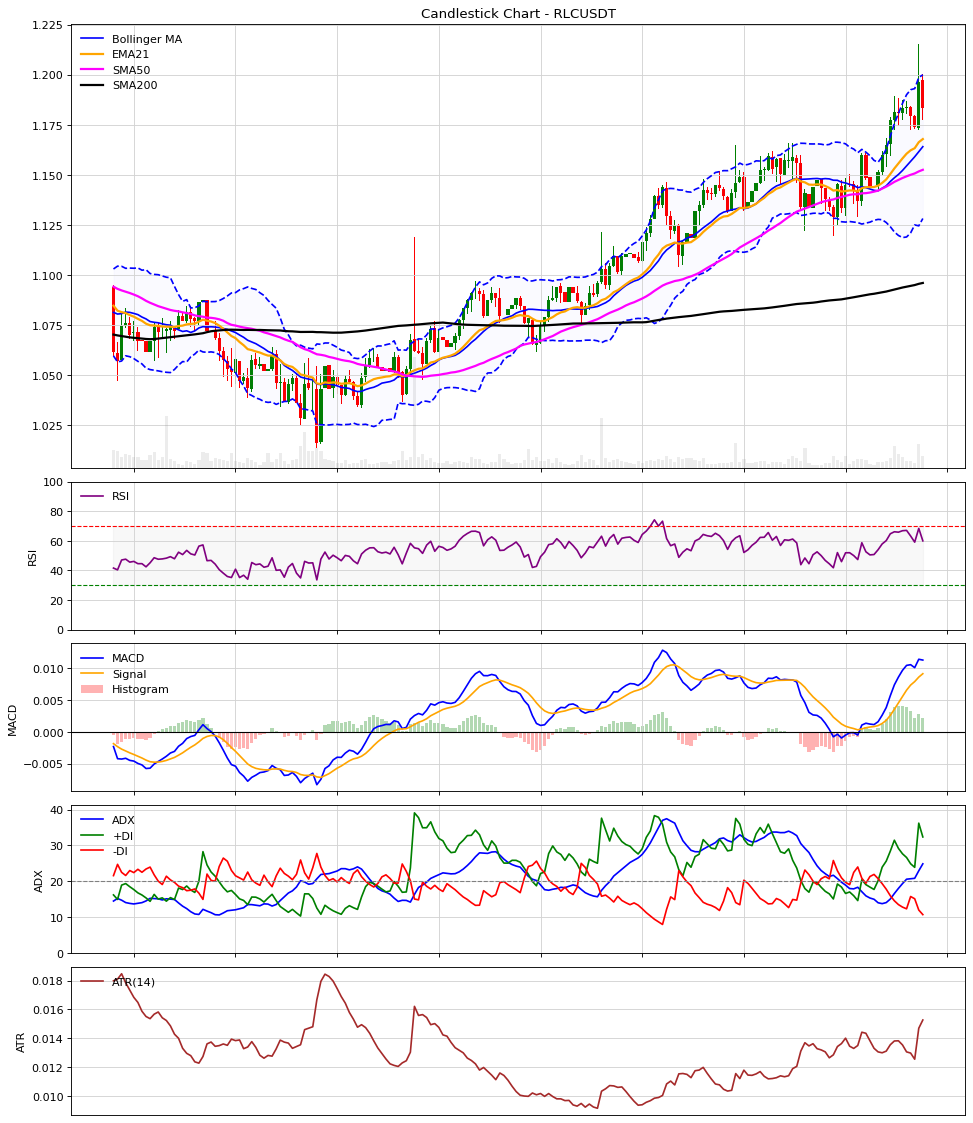 Candlestick Chart - RLCUSDT
1.225
1.200
1.175
1.150
1.125
1.100
1.075
1.050
1.025
Bollinger MA
EMA21
SMA50
SMA200
100
80
60
40
20
0
RSI
RSI
0.010
0.005
0.000
−0.005
MACD
MACD
Signal
Histogram
40
30
20
10
0
ADX
ADX
+DI
-DI
0.018
0.016
0.014
0.012
0.010
ATR
ATR(14)